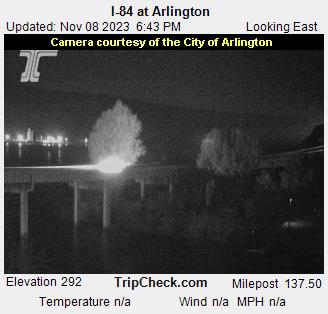 I-84 at Arlington
Updated: Nov 08 2023 6:43 PM Looking East
Camera courtesy of the City of Arlington
Elevation 292 TripCheck.com Milepost 137.50
Temperature n/a Wind n/a MPH n/a